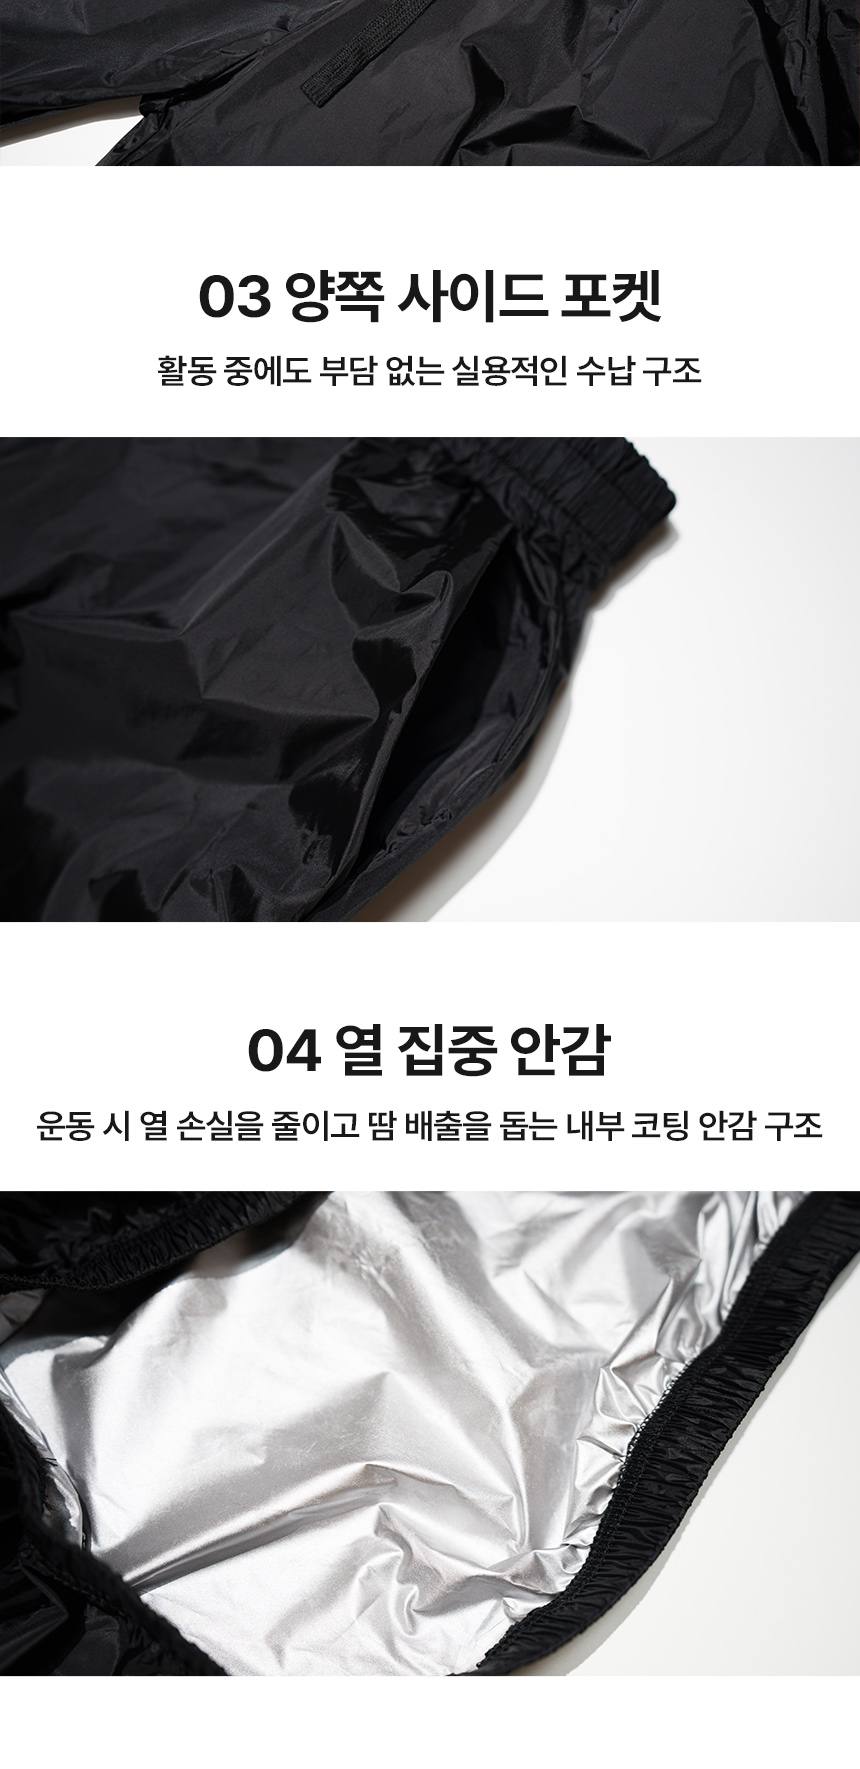 03 양쪽 사이드 포켓
활동 중에도 부담 없는 실용적인 수납 구조
04 열 집중 안감
운동 시 열 손실을 줄이고 땀 배출을 돕는 내부 코팅 안감 구조